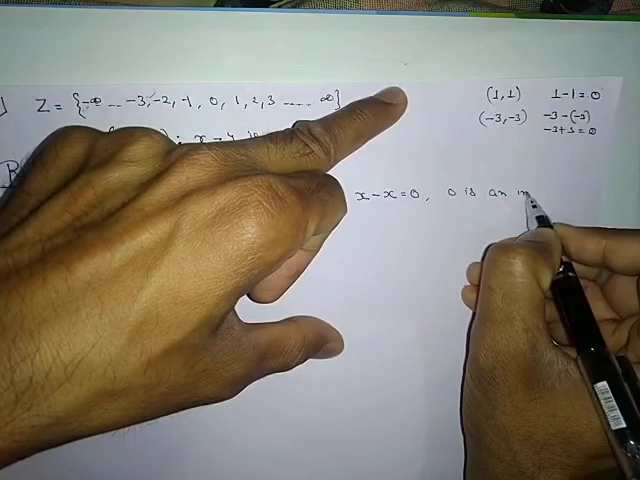 Z = {-∞ ... -3, -2, -1, 0, 1, 2, 3 .... ∞}
(1,1) 1-1=0
(-3,-3) -3-(-3)
-3+3=0
x-x=0, 0 is an in